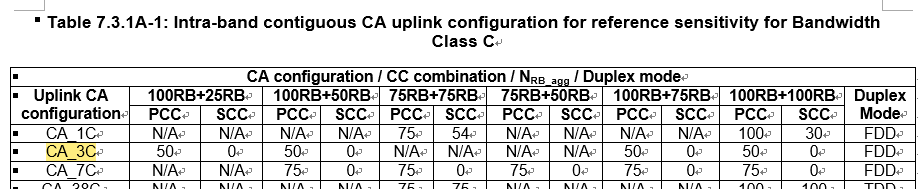 Table 7.3.1A-1: Intra-band contiguous CA uplink configuration for reference sensitivity for Bandwidth
Class C
CA configuration / CC combination / NRB_agg / Duplex mode
Uplink CA configuration 100RB+25RB 100RB+50RB 75RB+75RB 75RB+50RB 100RB+75RB 100RB+100RB Duplex Mode
PCC SCC PCC SCC PCC SCC PCC SCC PCC SCC PCC SCC
CA_1C N/A N/A N/A N/A 75 54 N/A N/A N/A N/A 100 30 FDD
CA_3C 50 0 50 0 N/A N/A N/A N/A 50 0 50 0 FDD
CA_7C N/A N/A 75 0 75 0 75 0 75 0 75 0 FDD
CA_38C N/A N/A N/A N/A 75 75 N/A N/A N/A N/A 100 100 TDD